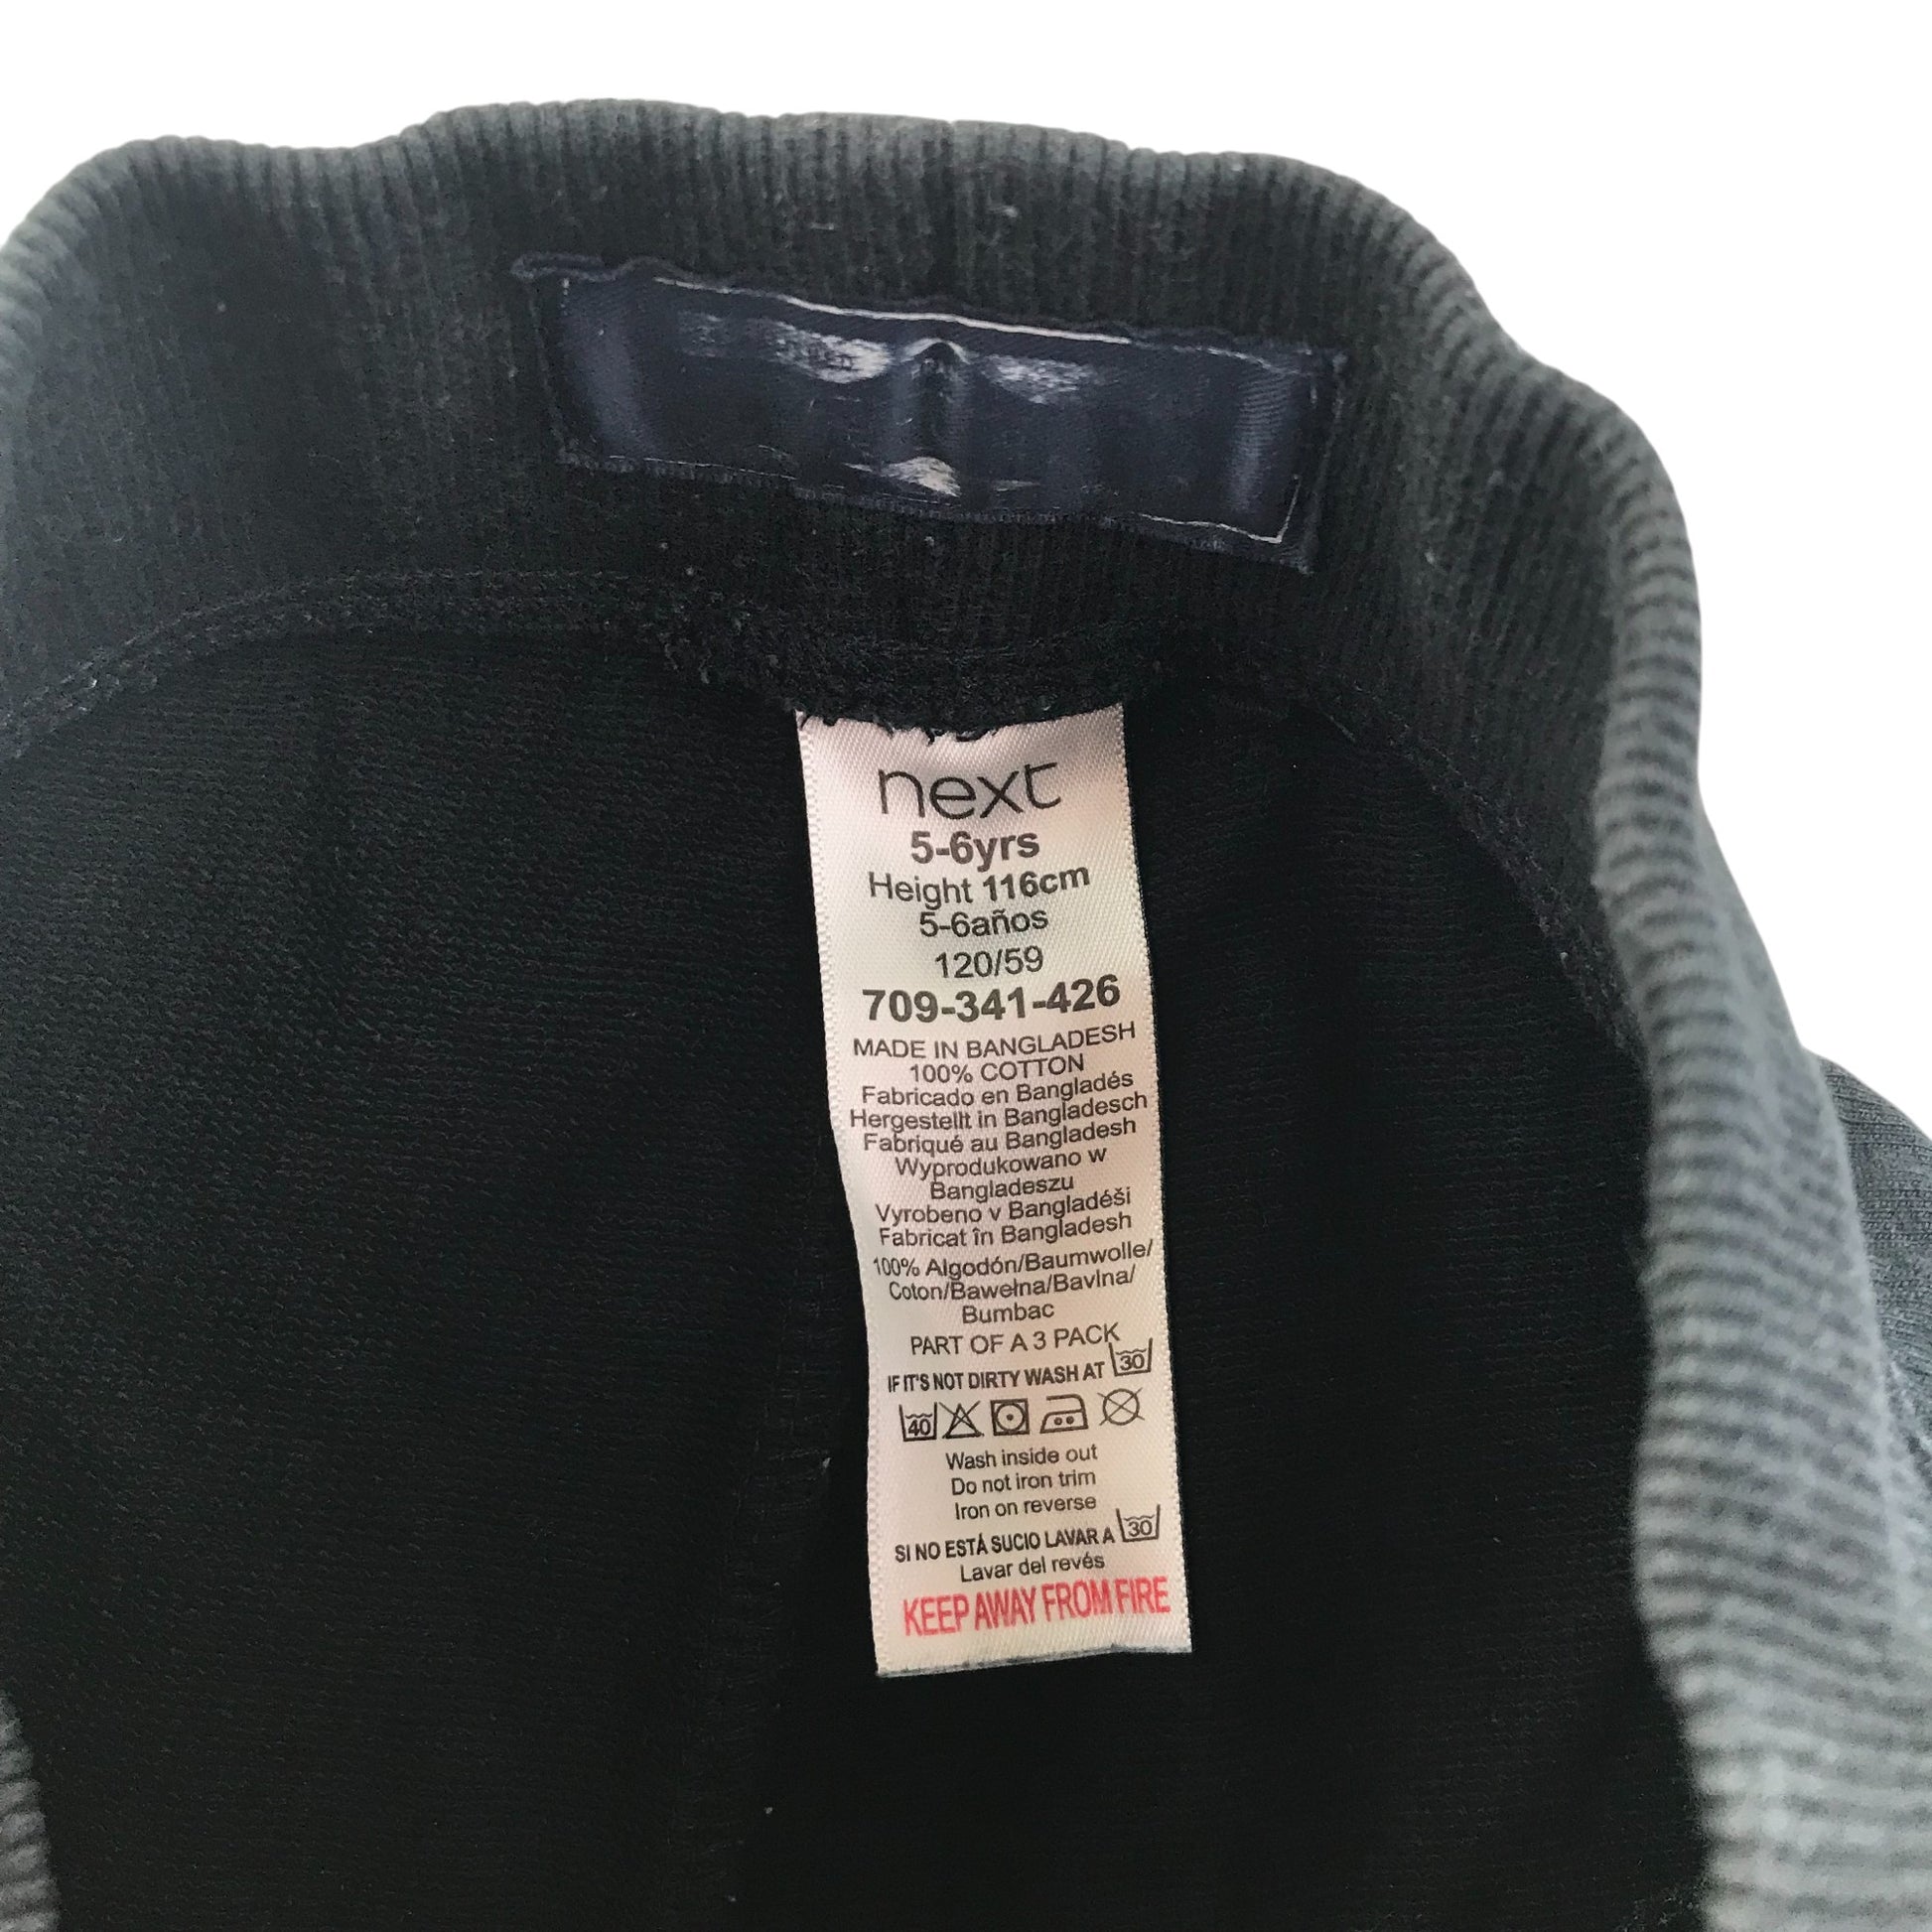 next
5-6yrs
Height 116cm
5-6años
120/59
709-341-426
MADE IN BANGLADESH
100% COTTON
Fabricado en Bangladés
Hergestellt in Bangladesch
Fabriqué au Bangladesh
Wyprodukowano w
Bangladeszu
Vyrobeno v Bangladéši
Fabricat în Bangladesh
100% Algodón/Baumwolle/
Coton/Bawełna/Bavlna/
Bumbac
PART OF A 3 PACK
IF IT'S NOT DIRTY WASH AT 30
40
Wash inside out
Do not iron trim
Iron on reverse
SI NO ESTÁ SUCIO LAVAR A 30
Lavar del revés
KEEP AWAY FROM FIRE